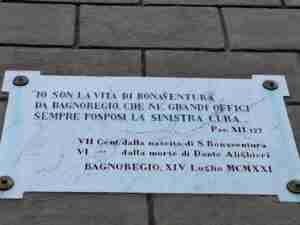 "IO SON LA VITA DI BONAVENTURA
DA BAGNOREGIO, CHE NE' GRANDI OFFICI
SEMPRE POSPOSI LA SINISTRA CURA...
PAR. XII, 127
VII Cent. dalla nascita di S. Bonaventura
VI -"- dalla morte di Dante Alighieri
BAGNOREGIO, XIV Luglio MCMXXI